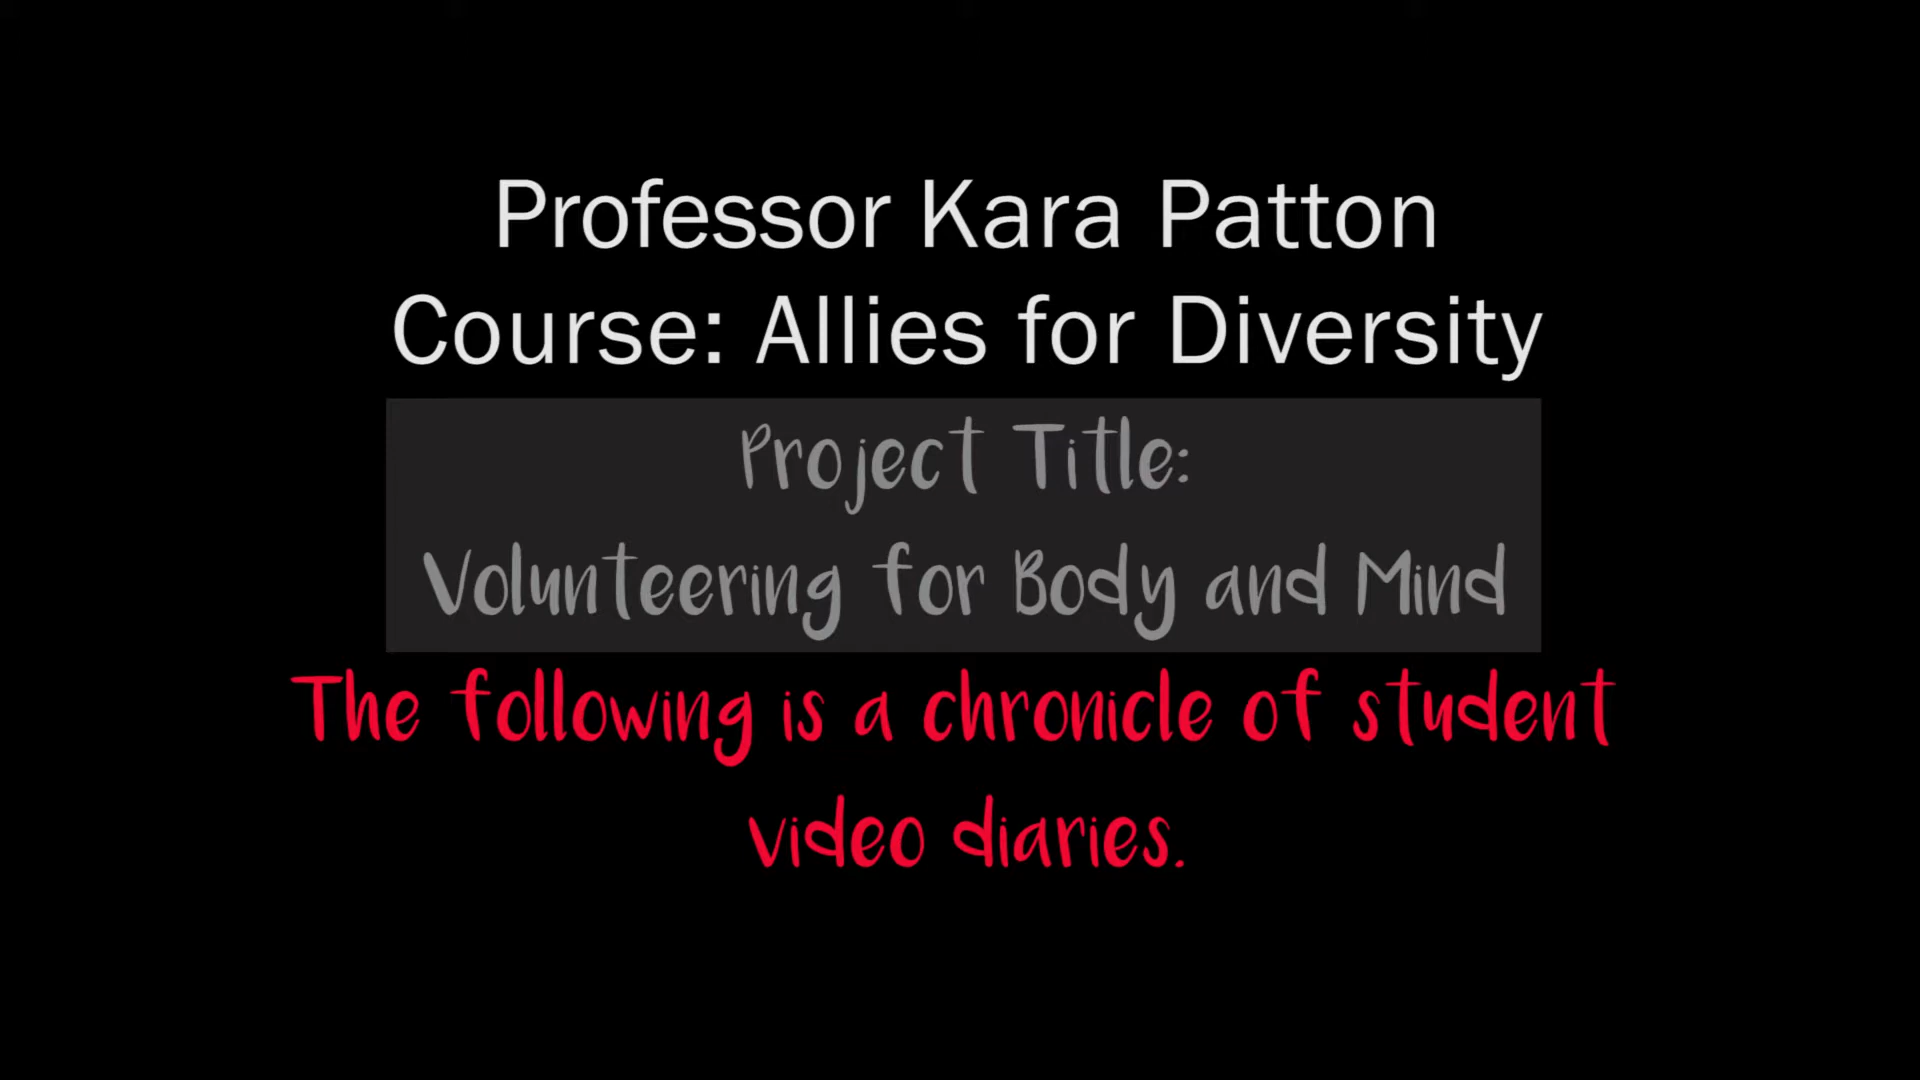 Professor Kara Patton
Course: Allies for Diversity
Project Title:
Volunteering for Body and Mind
The following is a chronicle of student
video diaries.